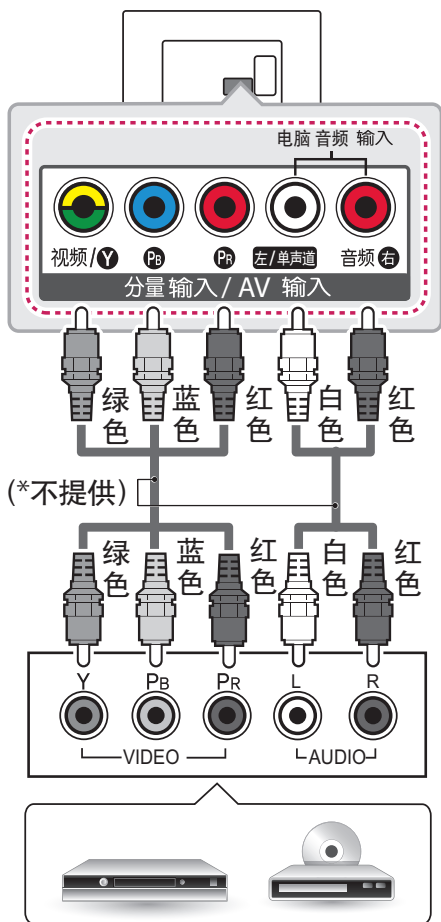 电脑 音频 输入
视频/Y PB PR 左/单声道 音频 右
分量输入/ AV 输入
绿色 蓝色 红色 白色 红色
(*不提供)
绿色 蓝色 红色 白色 红色
Y PB PR L R
VIDEO AUDIO